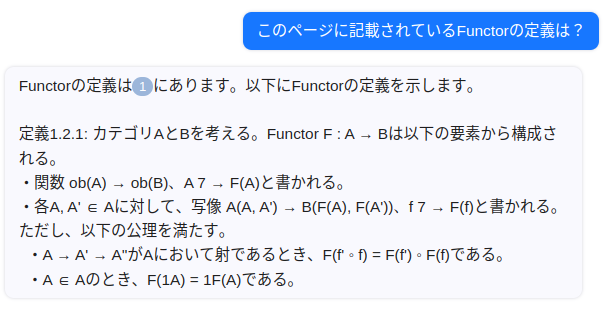 このページに記載されているFunctorの定義は？
Functorの定義は1にあります。以下にFunctorの定義を示します。
定義1.2.1: カテゴリAとBを考える。Functor F : A → Bは以下の要素から構成さ
れる。
・関数 ob(A) → ob(B)、A 7 → F(A)と書かれる。
・各A, A' ∈ Aに対して、写像 A(A, A') → B(F(A), F(A'))、f 7 → F(f)と書かれる。
ただし、以下の公理を満たす。
・A → A' → A"がAにおいて射であるとき、F(f'◦f) = F(f')◦F(f)である。
・A ∈ Aのとき、F(1A) = 1F(A)である。